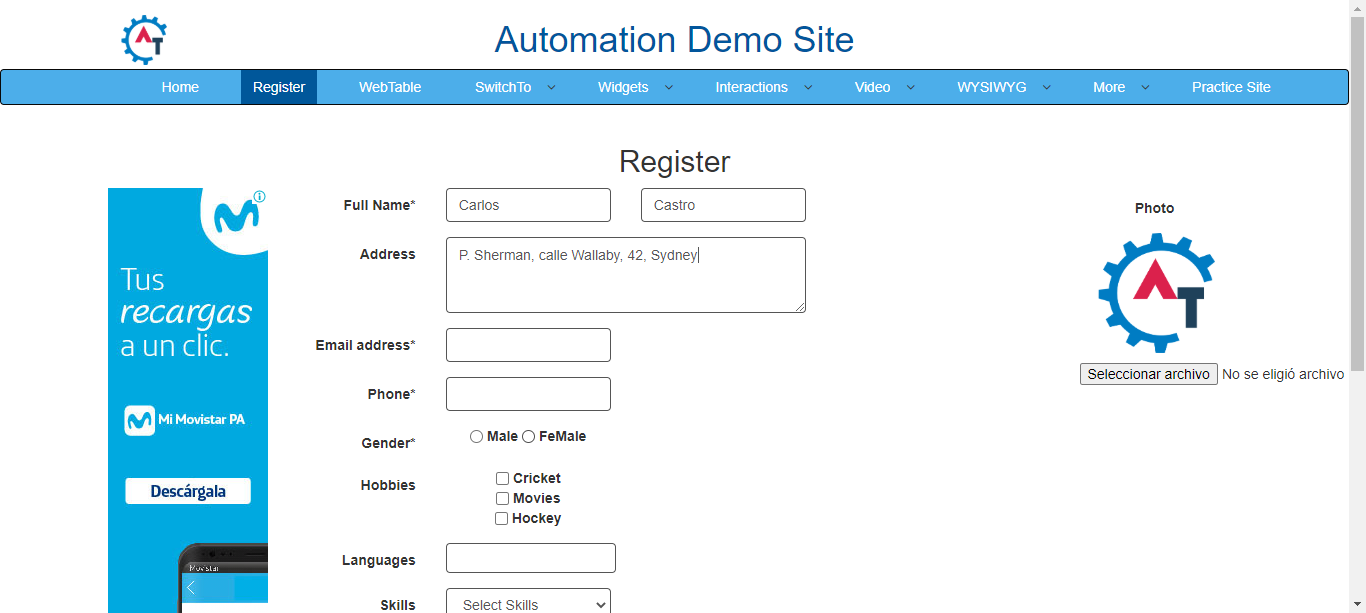 AT
Automation Demo Site
Home Register WebTable SwitchTo Widgets Interactions Video WYSIWYG More Practice Site
Register
Tus
recargas
a un clic.
Mi Movistar PA
Descárgala
Movistar
Full Name* Carlos Castro
Address P. Sherman, calle Wallaby, 42, Sydney
Email address*
Phone*
Gender* Male FeMale
Hobbies Cricket
Movies
Hockey
Languages
Skills Select Skills
Photo
AT
Seleccionar archivo No se eligió archivo